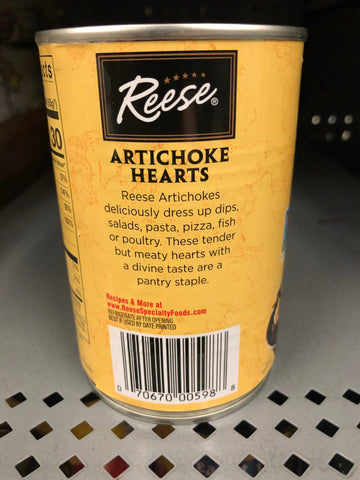 Reese®
ARTICHOKE
HEARTS
Reese Artichokes
deliciously dress up dips,
salads, pasta, pizza, fish
or poultry. These tender
but meaty hearts with
a divine taste are a
pantry staple.
Recipes & More at
www.ReeseSpecialtyFoods.com
REFRIGERATE AFTER OPENING
BEST IF USED BY DATE PRINTED
0 70670 00598 8
30